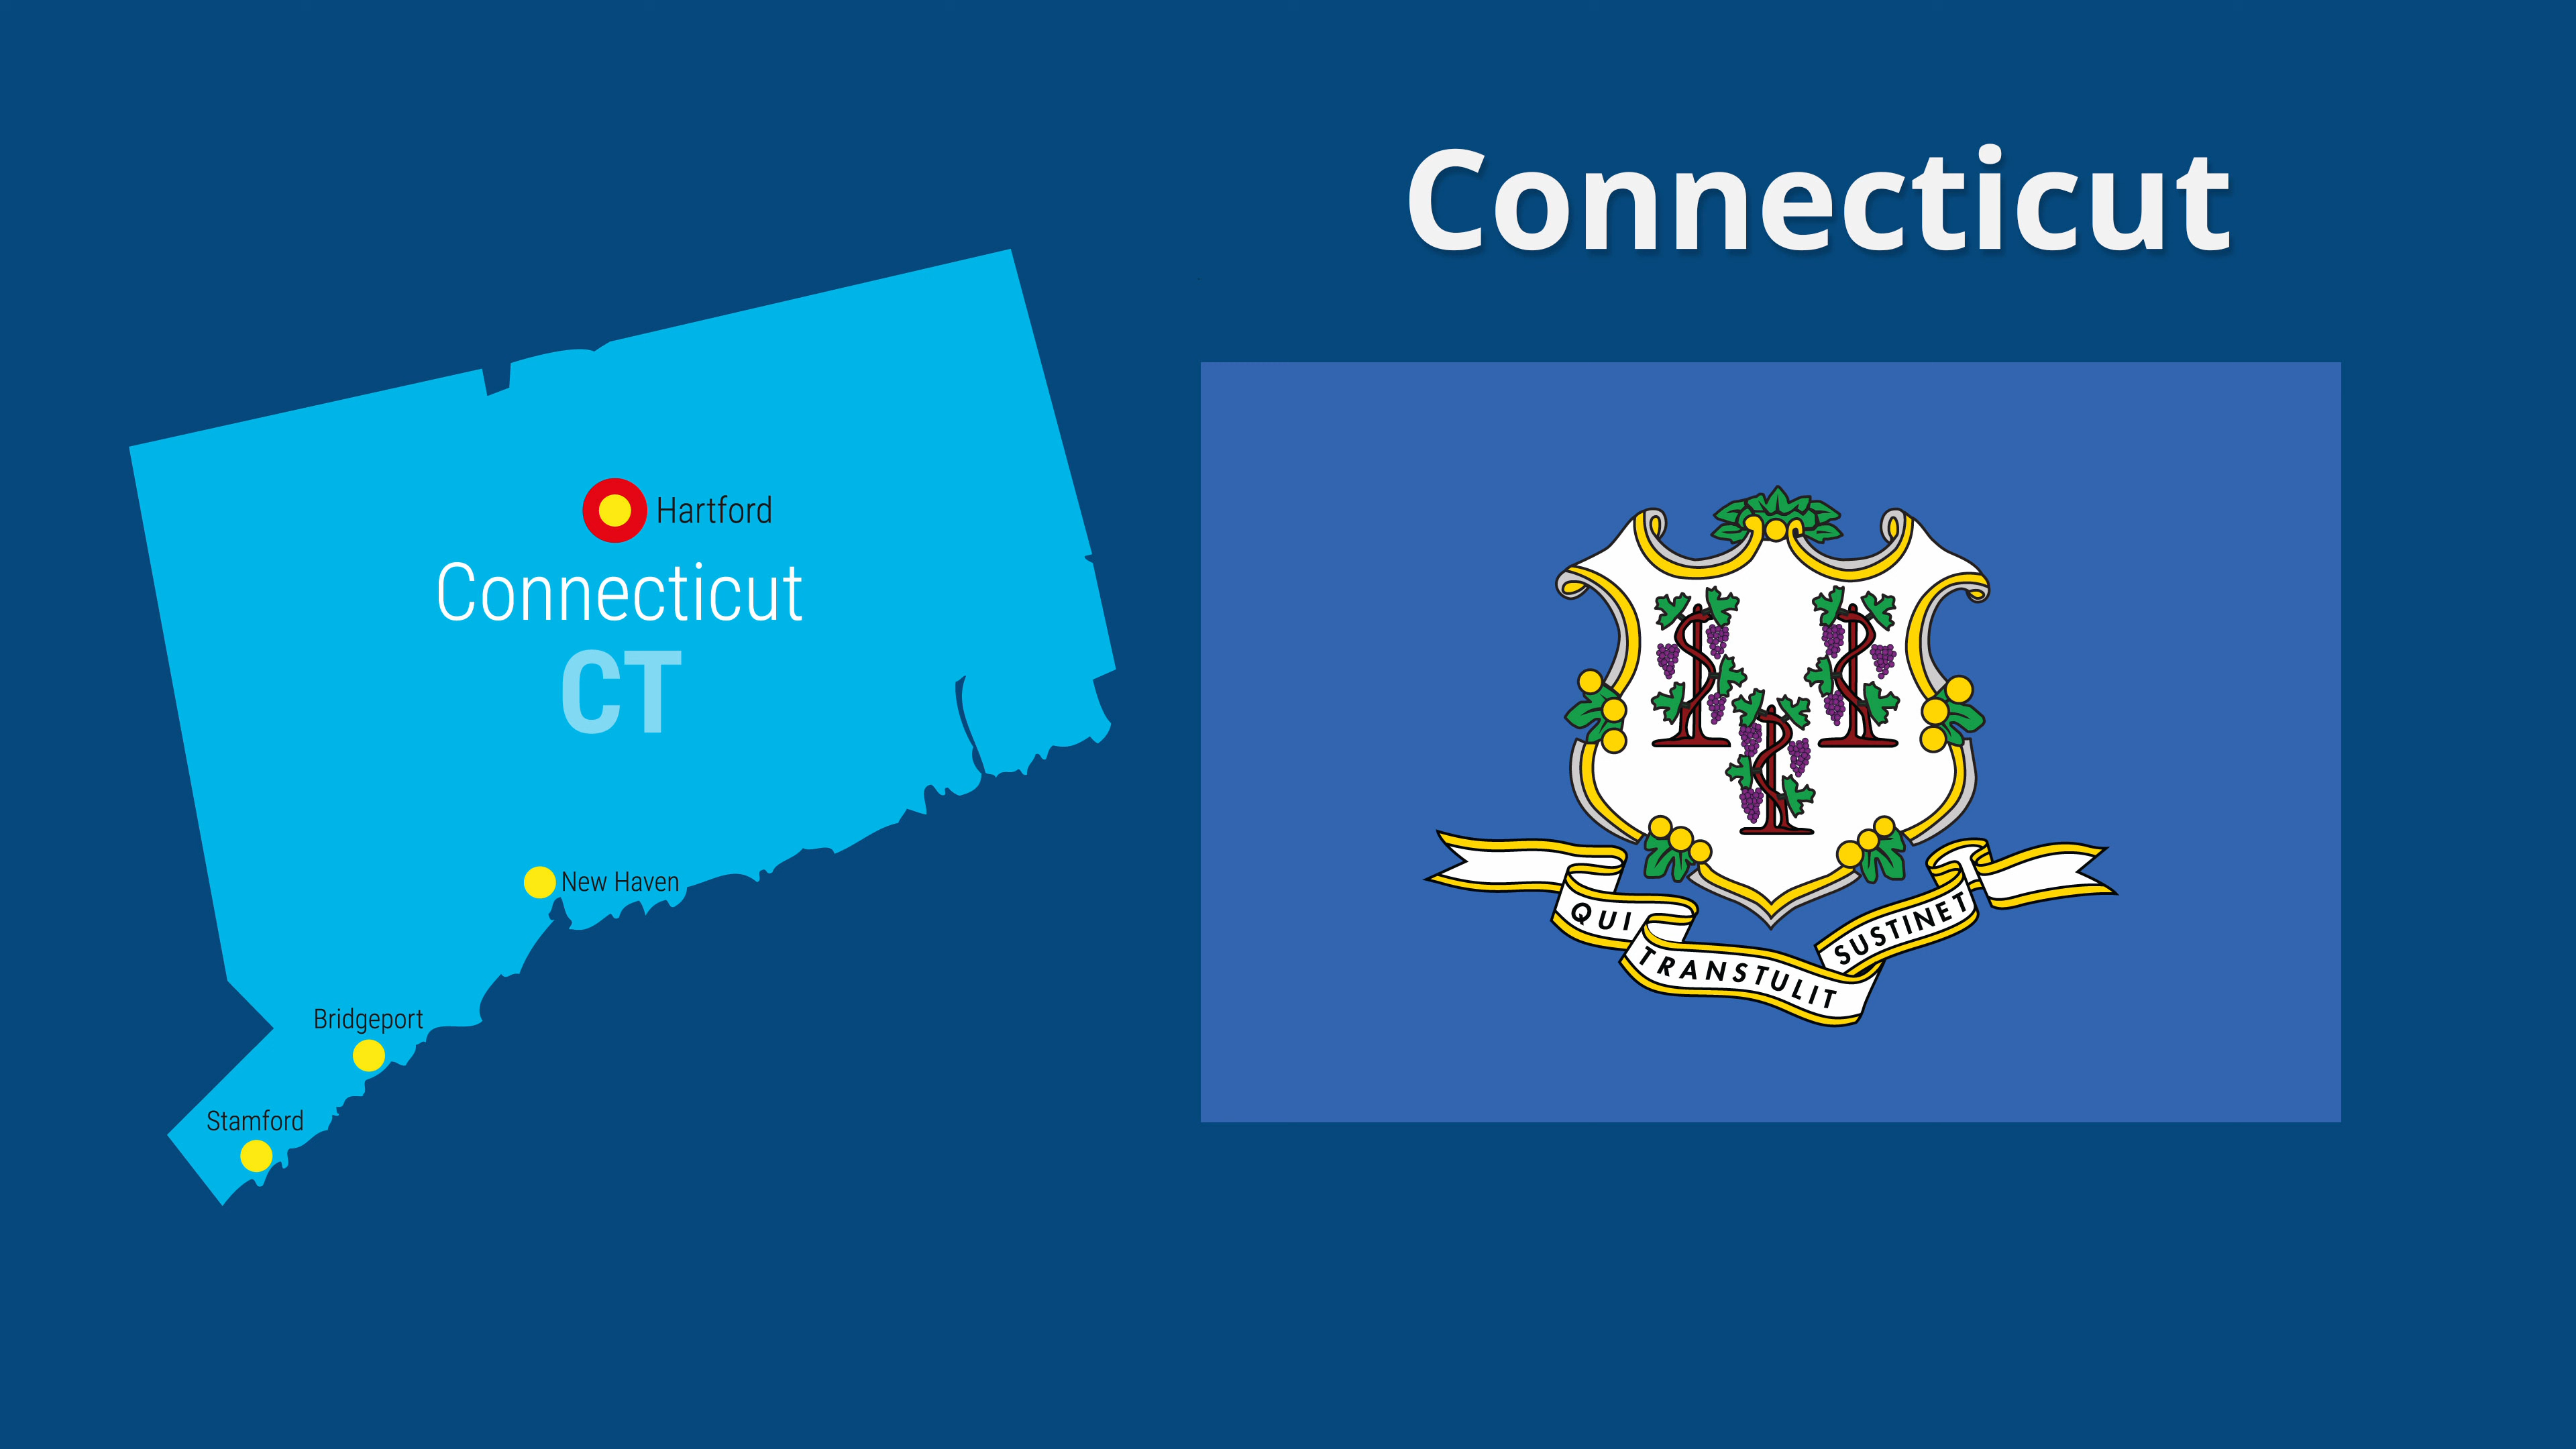 Connecticut
Hartford
Connecticut
CT
New Haven
Bridgeport
Stamford
QUI
TRANSTULIT
SUSTINET